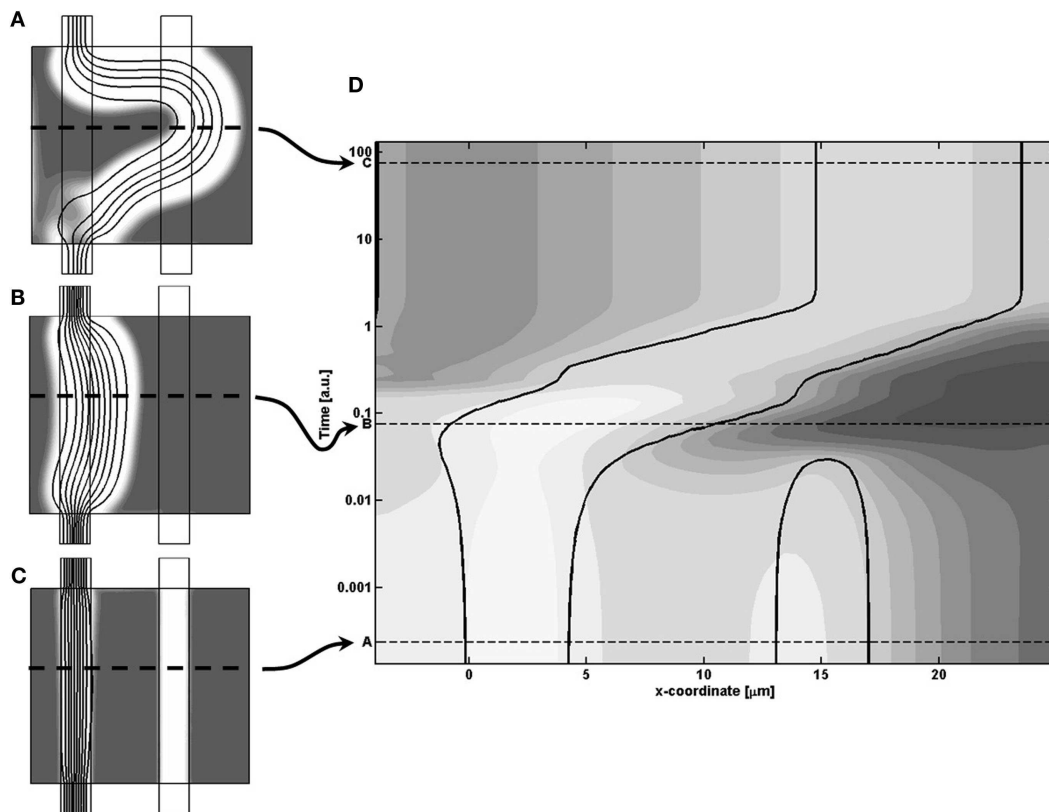 A
B
C
D
Time [a.u.]
100
C
10
1
0.1
B
0.01
0.001
A
0 5 10 15 20
x-coordinate [μm]